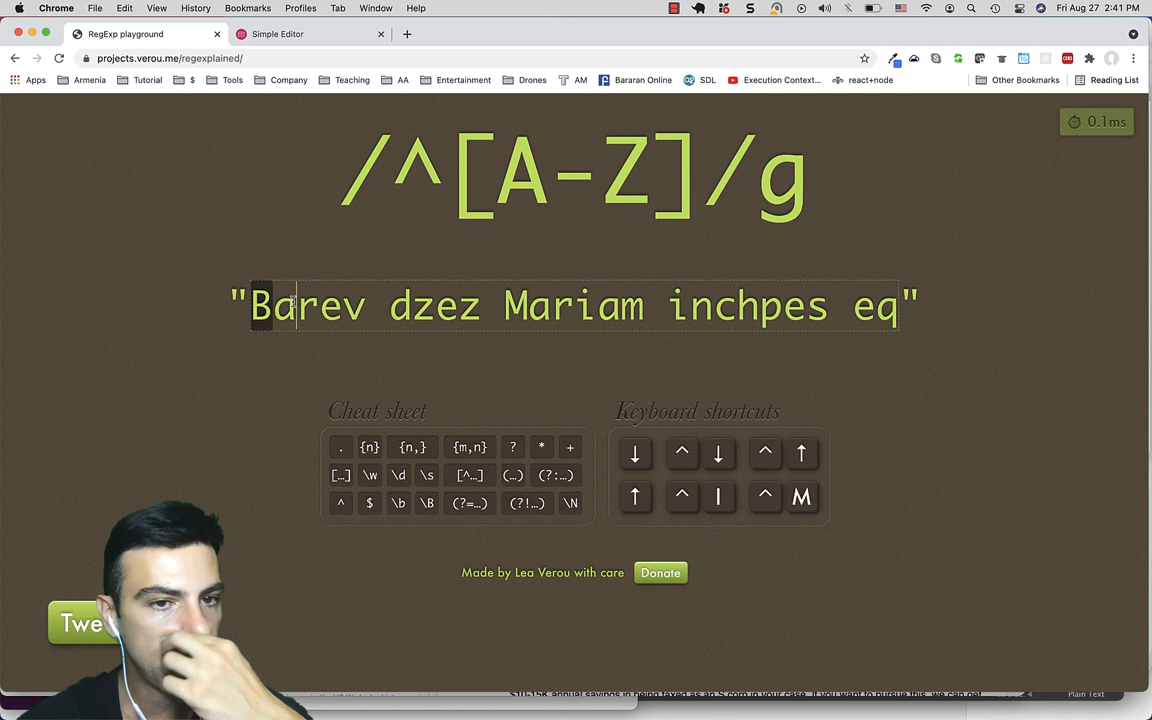 Chrome File Edit View History Bookmarks Profiles Tab Window Help Fri Aug 27 2:41 PM
RegExp playground Simple Editor
projects.verou.me/regexplained/
Apps Armenia Tutorial $ Tools Company Teaching AA Entertainment Drones AM Bararan Online SDL Execution Context... react+node Other Bookmarks Reading List
0.1ms
/^[A-Z]/g
"Barev dzez Mariam inchpes eq"
Cheat sheet
. {n} {n,} {m,n} ? * +
[...] \w \d \s [^...] (...) (?:...)
^ $ \b \B (?=...) (?!...) \N
Keyboard shortcuts
↓ ^ ↓ ^ ↑
↑ ^ I ^ M
Made by Lea Verou with care Donate
Twe
Plain Text